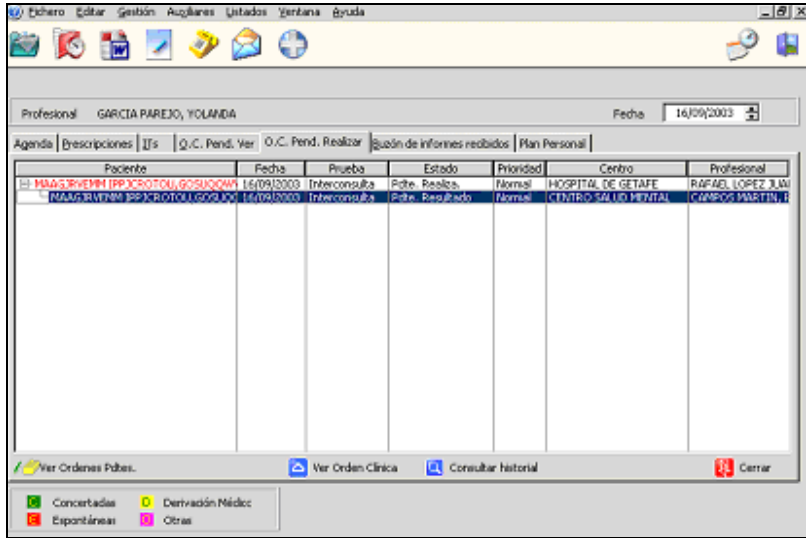 Fichero Editar Gestión Auxiliares Listados Ventana Ayuda
Profesional GARCIA PAREJO, YOLANDA Fecha 16/09/2003
Agenda Prescripciones ITs O.C. Pend. Ver O.C. Pend. Realizar Buzón de informes recibidos Plan Personal
Paciente Fecha Prueba Estado Prioridad Centro Profesional
16/09/2003 Interconsulta Pdte. Realiza. Normal HOSPITAL DE GETAFE RAFAEL LOPEZ JUA
16/09/2003 Interconsulta Pdte. Resultado Normal CENTRO SALUD MENTAL CAMPOS MARTIN,
Ver Ordenes Pdtes. Ver Orden Clínica Consultar historial Cerrar
C Concertadas D Derivación Médicc
E Espontáneas O Otras